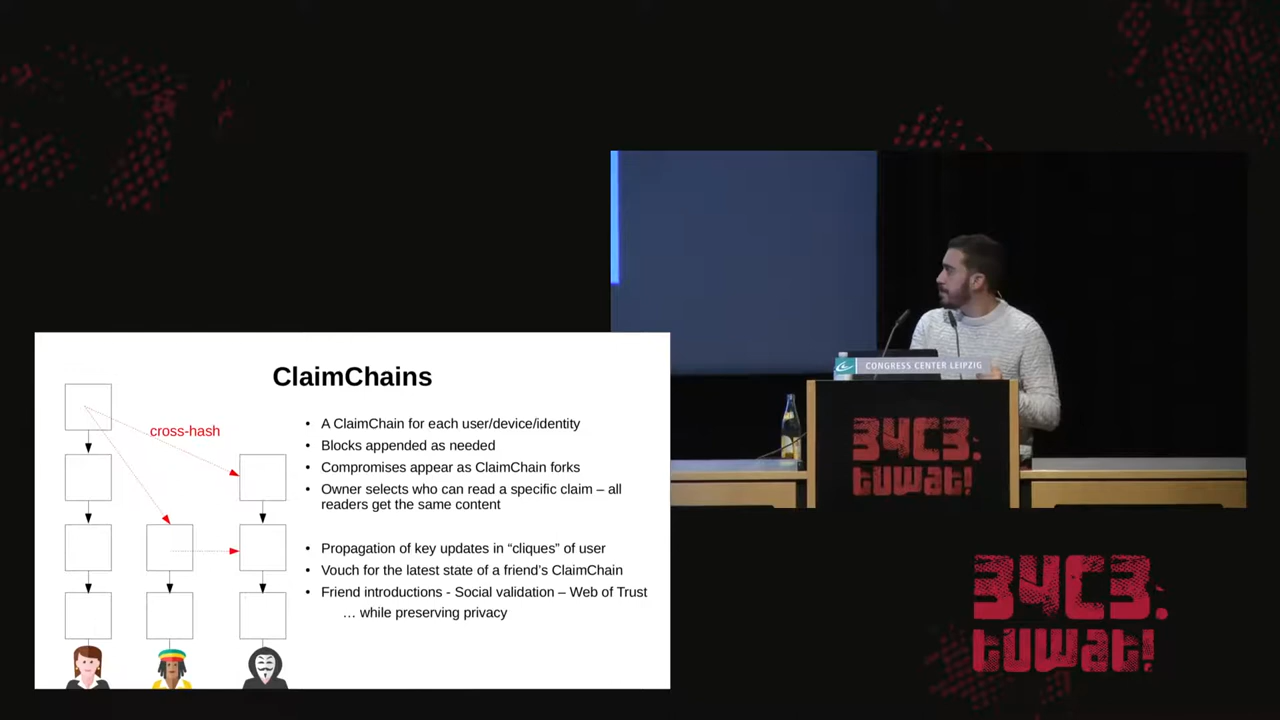 ClaimChains
cross-hash
• A ClaimChain for each user/device/identity
• Blocks appended as needed
• Compromises appear as ClaimChain forks
• Owner selects who can read a specific claim – all
readers get the same content
• Propagation of key updates in “cliques” of user
• Vouch for the latest state of a friend’s ClaimChain
• Friend introductions - Social validation – Web of Trust
… while preserving privacy
CONGRESS CENTER LEIPZIG
34C3:
tuwat!
34C3:
tuwat!